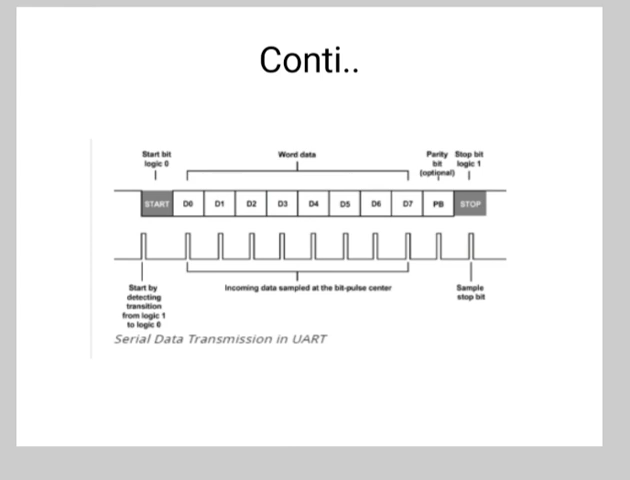 Conti..
Start bit
logic 0
Word data
Parity
bit
(optional)
Stop bit
logic 1
START D0 D1 D2 D3 D4 D5 D6 D7 PB STOP
Start by
detecting
transition
from logic 1
to logic 0
Incoming data sampled at the bit-pulse center
Sample
stop bit
Serial Data Transmission in UART